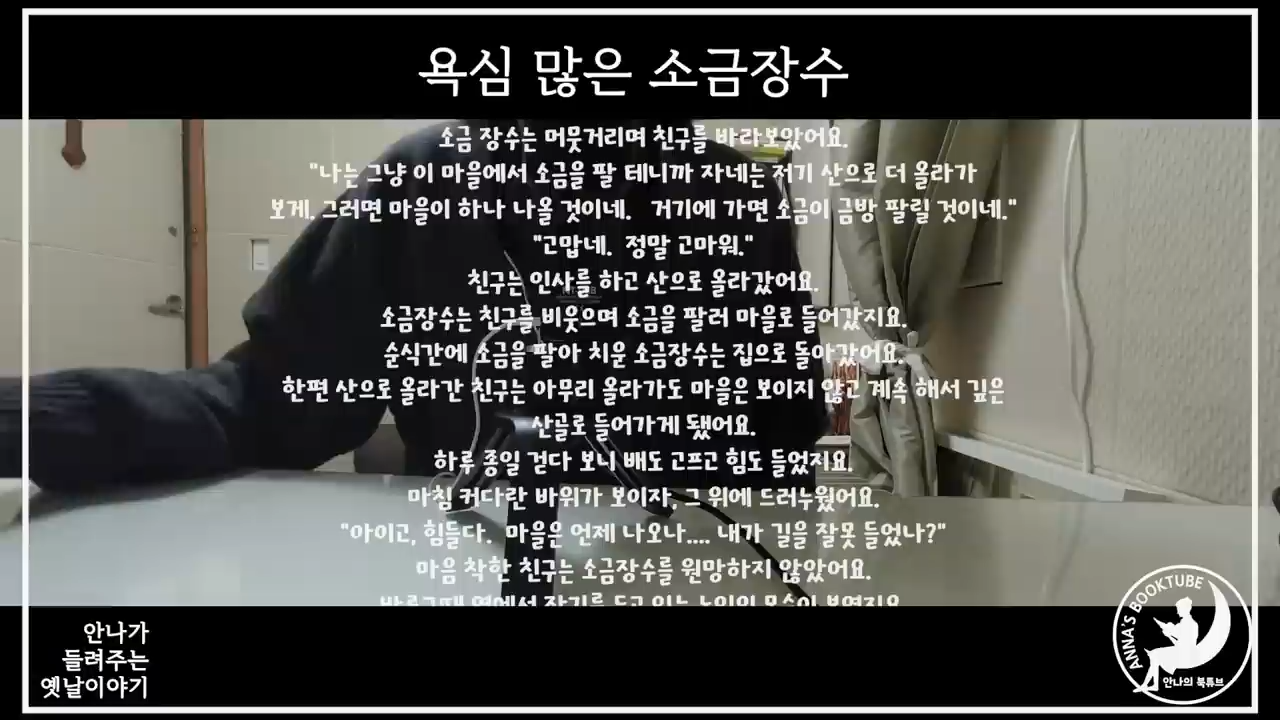 욕심 많은 소금장수
소금 장수는 머뭇거리며 친구를 바라보았어요.
"나는 그냥 이 마을에서 소금을 팔 테니까 자네는 저기 산으로 더 올라가
보게. 그러면 마을이 하나 나올 것이네. 거기에 가면 소금이 금방 팔릴 것이네."
"고맙네. 정말 고마워."
친구는 인사를 하고 산으로 올라갔어요.
소금장수는 친구를 비웃으며 소금을 팔러 마을로 들어갔지요.
순식간에 소금을 팔아 치운 소금장수는 집으로 돌아갔어요.
한편 산으로 올라간 친구는 아무리 올라가도 마을은 보이지 않고 계속 해서 깊은
산골로 들어가게 됐어요.
하루 종일 걷다 보니 배도 고프고 힘도 들었지요.
마침 커다란 바위가 보이자, 그 위에 드러누웠어요.
"아이고, 힘들다. 마을은 언제 나오나.... 내가 길을 잘못 들었나?"
마음 착한 친구는 소금장수를 원망하지 않았어요.
안나가
들려주는
옛날이야기
ANNA'S BOOKTUBE
안나의 북튜브